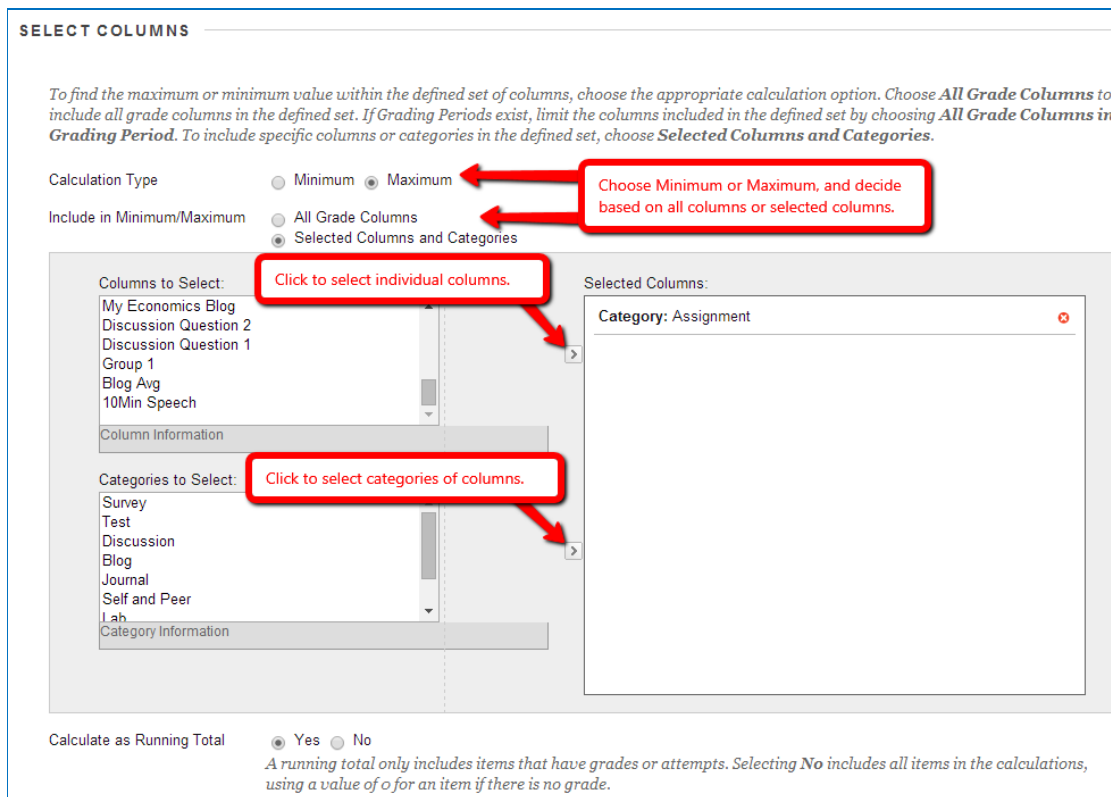 SELECT COLUMNS
To find the maximum or minimum value within the defined set of columns, choose the appropriate calculation option. Choose All Grade Columns to
include all grade columns in the defined set. If Grading Periods exist, limit the columns included in the defined set by choosing All Grade Columns in
Grading Period. To include specific columns or categories in the defined set, choose Selected Columns and Categories.
Calculation Type
Minimum Maximum
Choose Minimum or Maximum, and decide
based on all columns or selected columns.
Include in Minimum/Maximum
All Grade Columns
Selected Columns and Categories
Columns to Select:
Click to select individual columns.
My Economics Blog
Discussion Question 2
Discussion Question 1
Group 1
Blog Avg
10Min Speech
Column Information
Selected Columns:
Category: Assignment
Categories to Select:
Click to select categories of columns.
Survey
Test
Discussion
Blog
Journal
Self and Peer
Lab
Category Information
Calculate as Running Total
Yes No
A running total only includes items that have grades or attempts. Selecting No includes all items in the calculations,
using a value of 0 for an item if there is no grade.